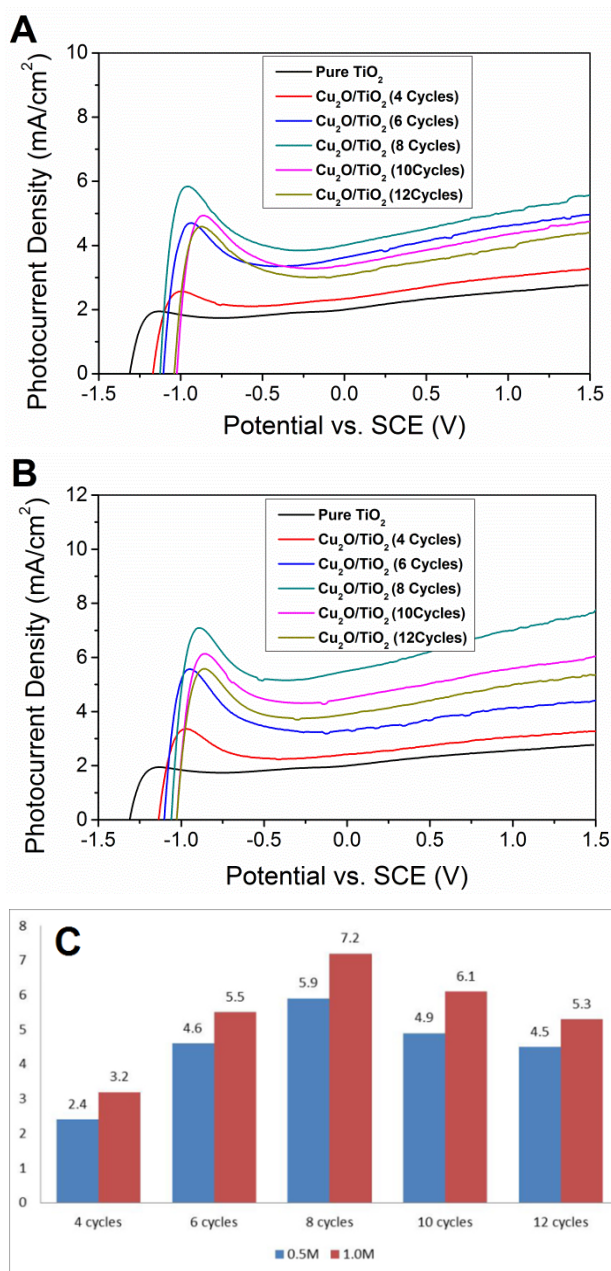 A
Photocurrent Density (mA/cm²)
10
8
6
4
2
0
Pure TiO₂
Cu₂O/TiO₂ (4 Cycles)
Cu₂O/TiO₂ (6 Cycles)
Cu₂O/TiO₂ (8 Cycles)
Cu₂O/TiO₂ (10Cycles)
Cu₂O/TiO₂ (12Cycles)
-1.5 -1.0 -0.5 0.0 0.5 1.0 1.5
Potential vs. SCE (V)
B
Photocurrent Density (mA/cm²)
12
10
8
6
4
2
0
Pure TiO₂
Cu₂O/TiO₂ (4 Cycles)
Cu₂O/TiO₂ (6 Cycles)
Cu₂O/TiO₂ (8 Cycles)
Cu₂O/TiO₂ (10Cycles)
Cu₂O/TiO₂ (12Cycles)
-1.5 -1.0 -0.5 0.0 0.5 1.0 1.5
Potential vs. SCE (V)
C
8
7
6
5
4
3
2
1
0
2.4 3.2 4.6 5.5 5.9 7.2 4.9 6.1 4.5 5.3
4 cycles 6 cycles 8 cycles 10 cycles 12 cycles
0.5M 1.0M